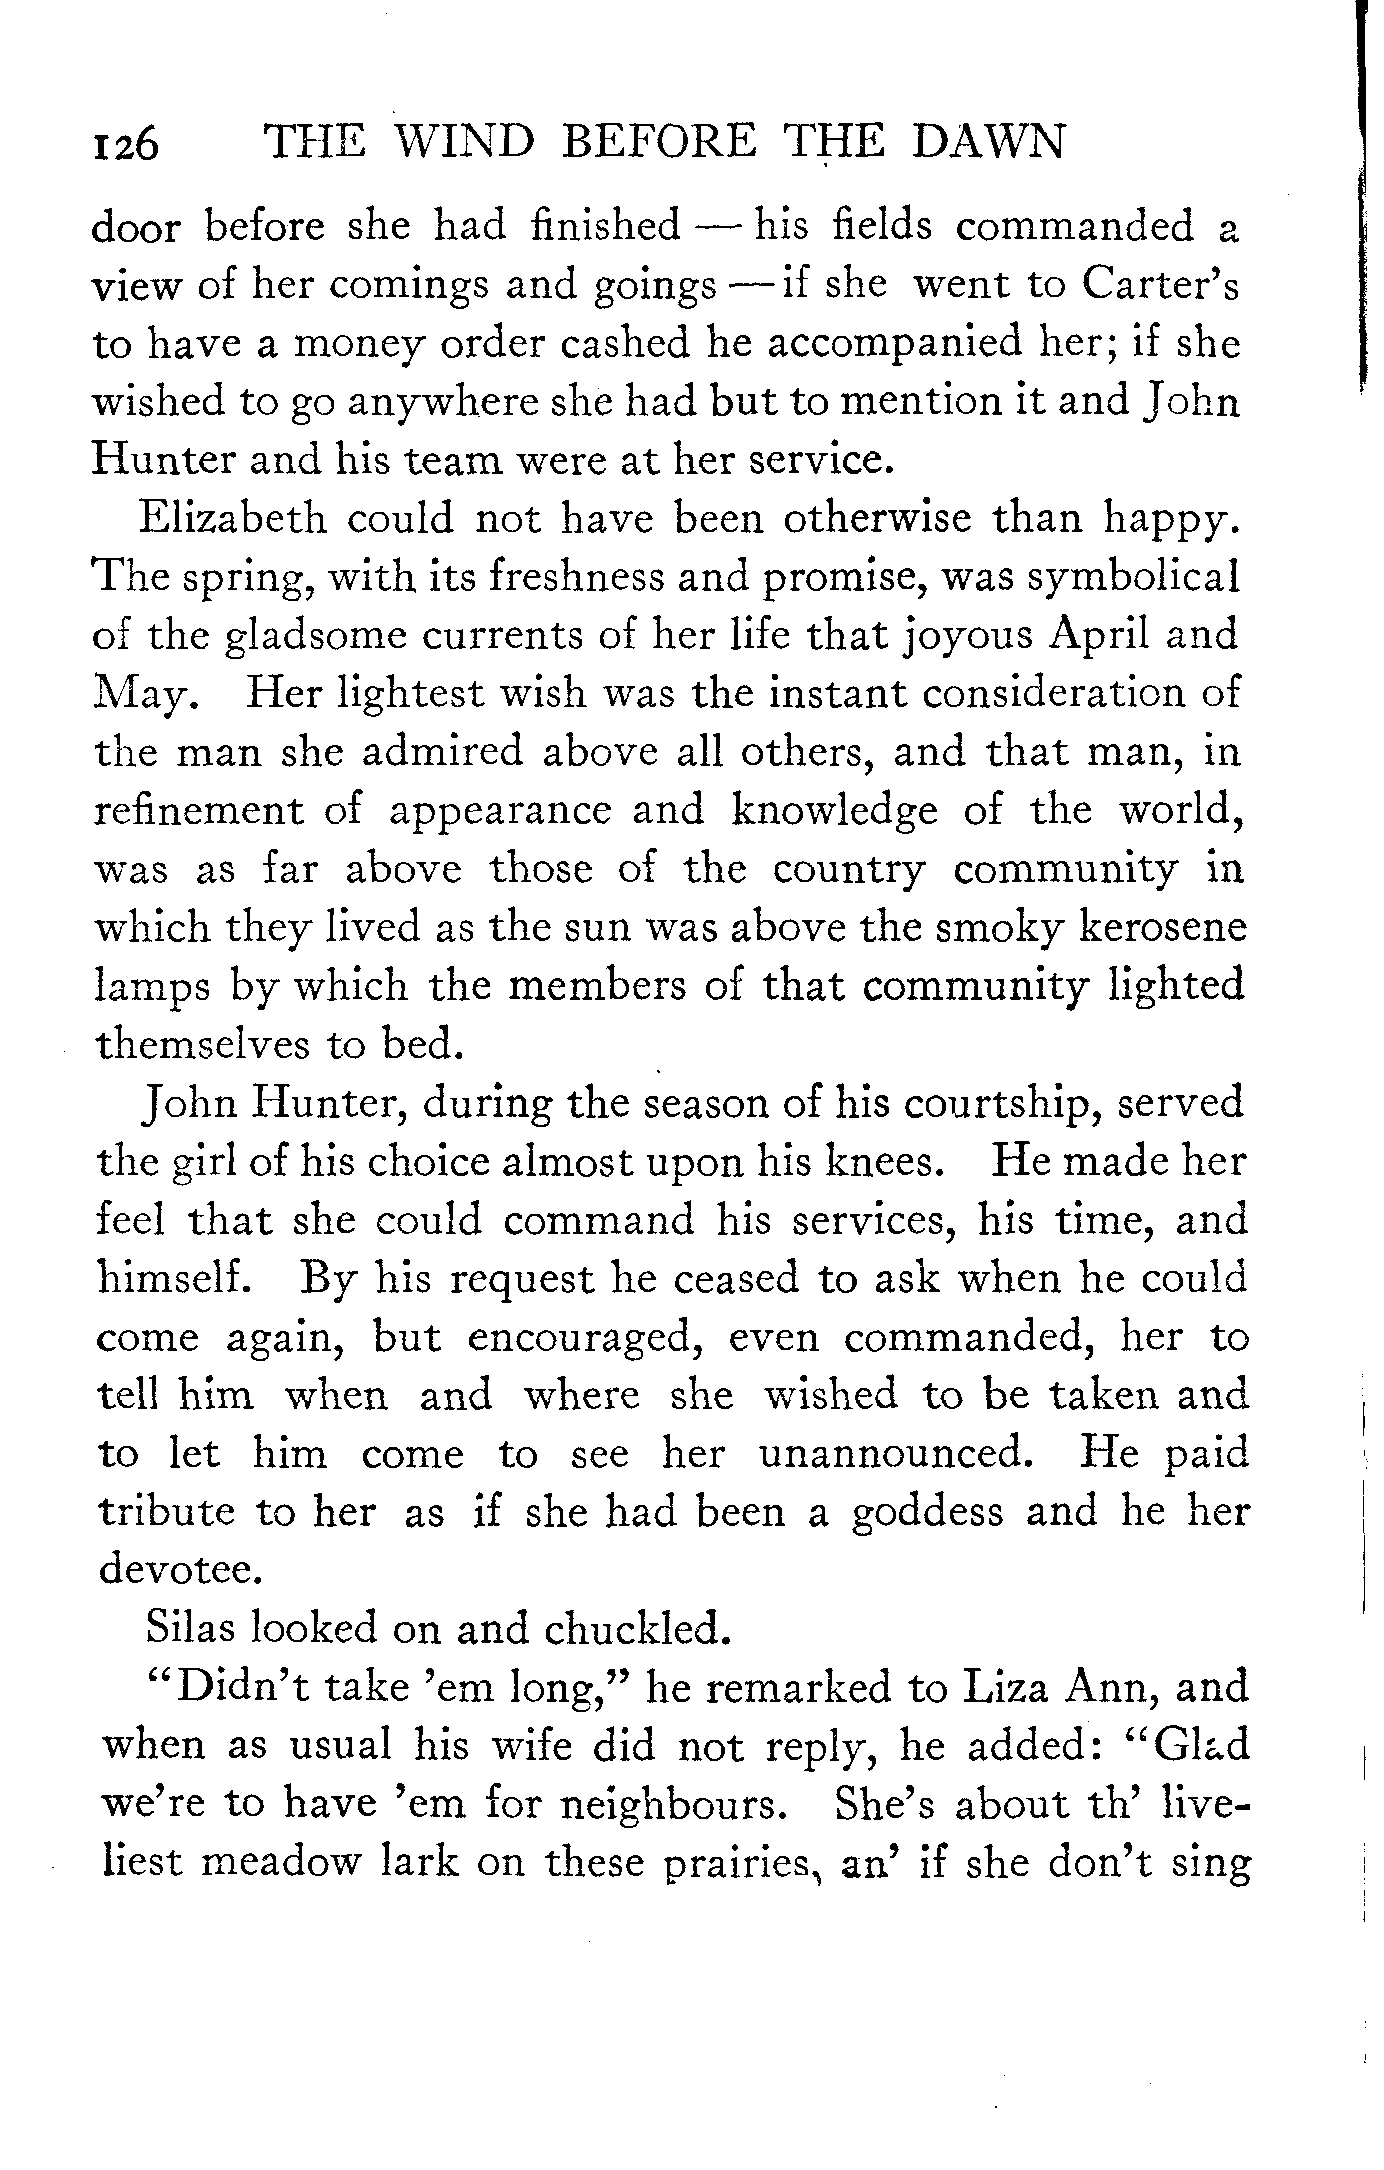 126 THE WIND BEFORE THE DAWN
door before she had finished — his fields commanded a
view of her comings and goings — if she went to Carter's
to have a money order cashed he accompanied her; if she
wished to go anywhere she had but to mention it and John
Hunter and his team were at her service.
Elizabeth could not have been otherwise than happy.
The spring, with its freshness and promise, was symbolical
of the gladsome currents of her life that joyous April and
May. Her lightest wish was the instant consideration of
the man she admired above all others, and that man, in
refinement of appearance and knowledge of the world,
was as far above those of the country community in
which they lived as the sun was above the smoky kerosene
lamps by which the members of that community lighted
themselves to bed.
John Hunter, during the season of his courtship, served
the girl of his choice almost upon his knees. He made her
feel that she could command his services, his time, and
himself. By his request he ceased to ask when he could
come again, but encouraged, even commanded, her to
tell him when and where she wished to be taken and
to let him come to see her unannounced. He paid
tribute to her as if she had been a goddess and he her
devotee.
Silas looked on and chuckled.
"Didn't take 'em long," he remarked to Liza Ann, and
when as usual his wife did not reply, he added: "Glad
we're to have 'em for neighbours. She's about th' live-
liest meadow lark on these prairies, an' if she don't sing